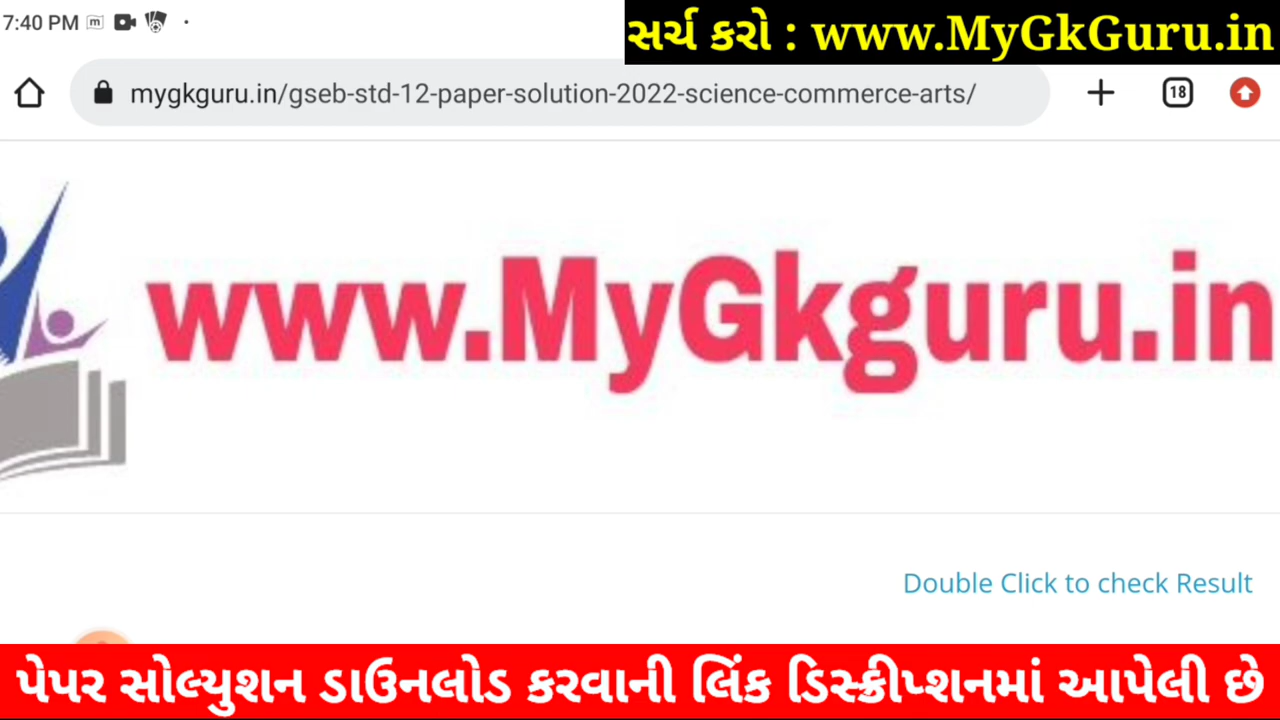 7:40 PM
સર્ચ કરો : www.MyGkGuru.in
mygkguru.in/gseb-std-12-paper-solution-2022-science-commerce-arts/
18
www.MyGkguru.in
Double Click to check Result
પેપર સોલ્યુશન ડાઉનલોડ કરવાની લિંક ડિસ્ક્રીપ્શનમાં આપેલી છે